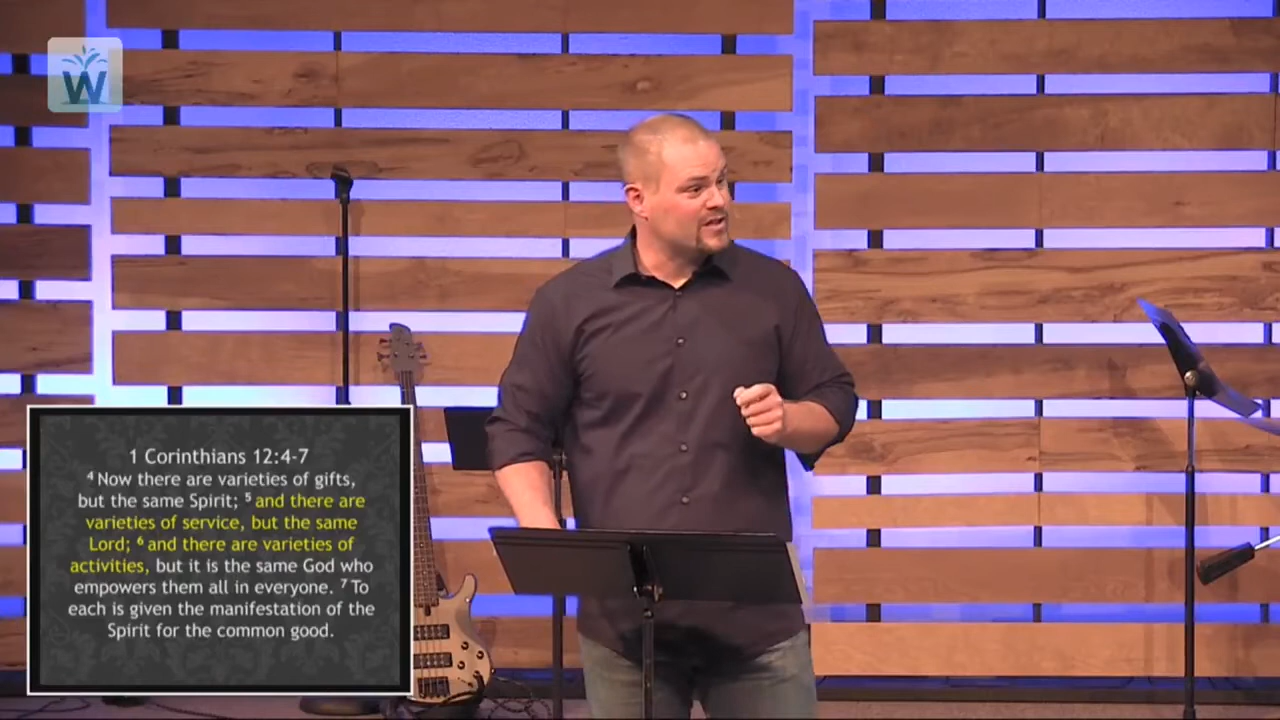 W
1 Corinthians 12:4-7
⁴ Now there are varieties of gifts,
but the same Spirit; ⁵ and there are
varieties of service, but the same
Lord; ⁶ and there are varieties of
activities, but it is the same God who
empowers them all in everyone. ⁷ To
each is given the manifestation of the
Spirit for the common good.